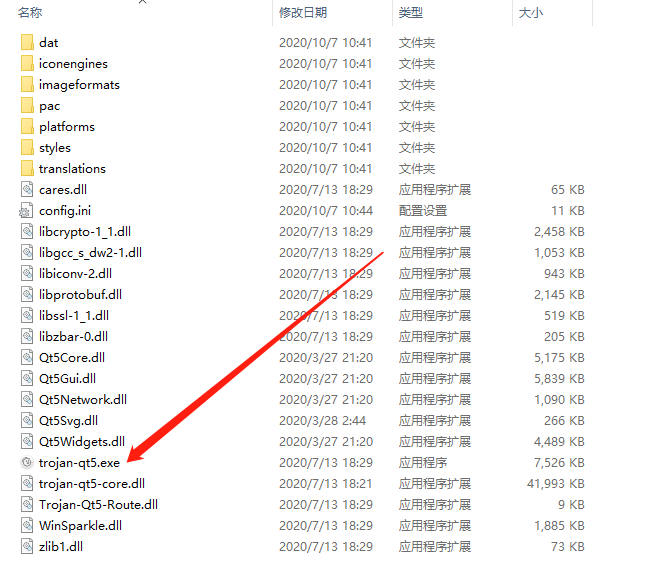 名称 修改日期 类型 大小
dat 2020/10/7 10:41 文件夹
iconengines 2020/10/7 10:41 文件夹
imageformats 2020/10/7 10:41 文件夹
pac 2020/10/7 10:41 文件夹
platforms 2020/10/7 10:41 文件夹
styles 2020/10/7 10:41 文件夹
translations 2020/10/7 10:41 文件夹
cares.dll 2020/7/13 18:29 应用程序扩展 65 KB
config.ini 2020/10/7 10:44 配置设置 11 KB
libcrypto-1_1.dll 2020/7/13 18:29 应用程序扩展 2,458 KB
libgcc_s_dw2-1.dll 2020/7/13 18:29 应用程序扩展 1,053 KB
libiconv-2.dll 2020/7/13 18:29 应用程序扩展 943 KB
libprotobuf.dll 2020/7/13 18:29 应用程序扩展 2,145 KB
libssl-1_1.dll 2020/7/13 18:29 应用程序扩展 519 KB
libzbar-0.dll 2020/7/13 18:29 应用程序扩展 205 KB
Qt5Core.dll 2020/3/27 21:20 应用程序扩展 5,175 KB
Qt5Gui.dll 2020/3/27 21:20 应用程序扩展 5,839 KB
Qt5Network.dll 2020/3/27 21:20 应用程序扩展 1,090 KB
Qt5Svg.dll 2020/3/28 2:44 应用程序扩展 266 KB
Qt5Widgets.dll 2020/3/27 21:20 应用程序扩展 4,489 KB
trojan-qt5.exe 2020/7/13 18:29 应用程序 7,526 KB
trojan-qt5-core.dll 2020/7/13 18:21 应用程序扩展 41,993 KB
Trojan-Qt5-Route.dll 2020/7/13 18:29 应用程序扩展 9 KB
WinSparkle.dll 2020/7/13 18:29 应用程序扩展 1,885 KB
zlib1.dll 2020/7/13 18:29 应用程序扩展 73 KB